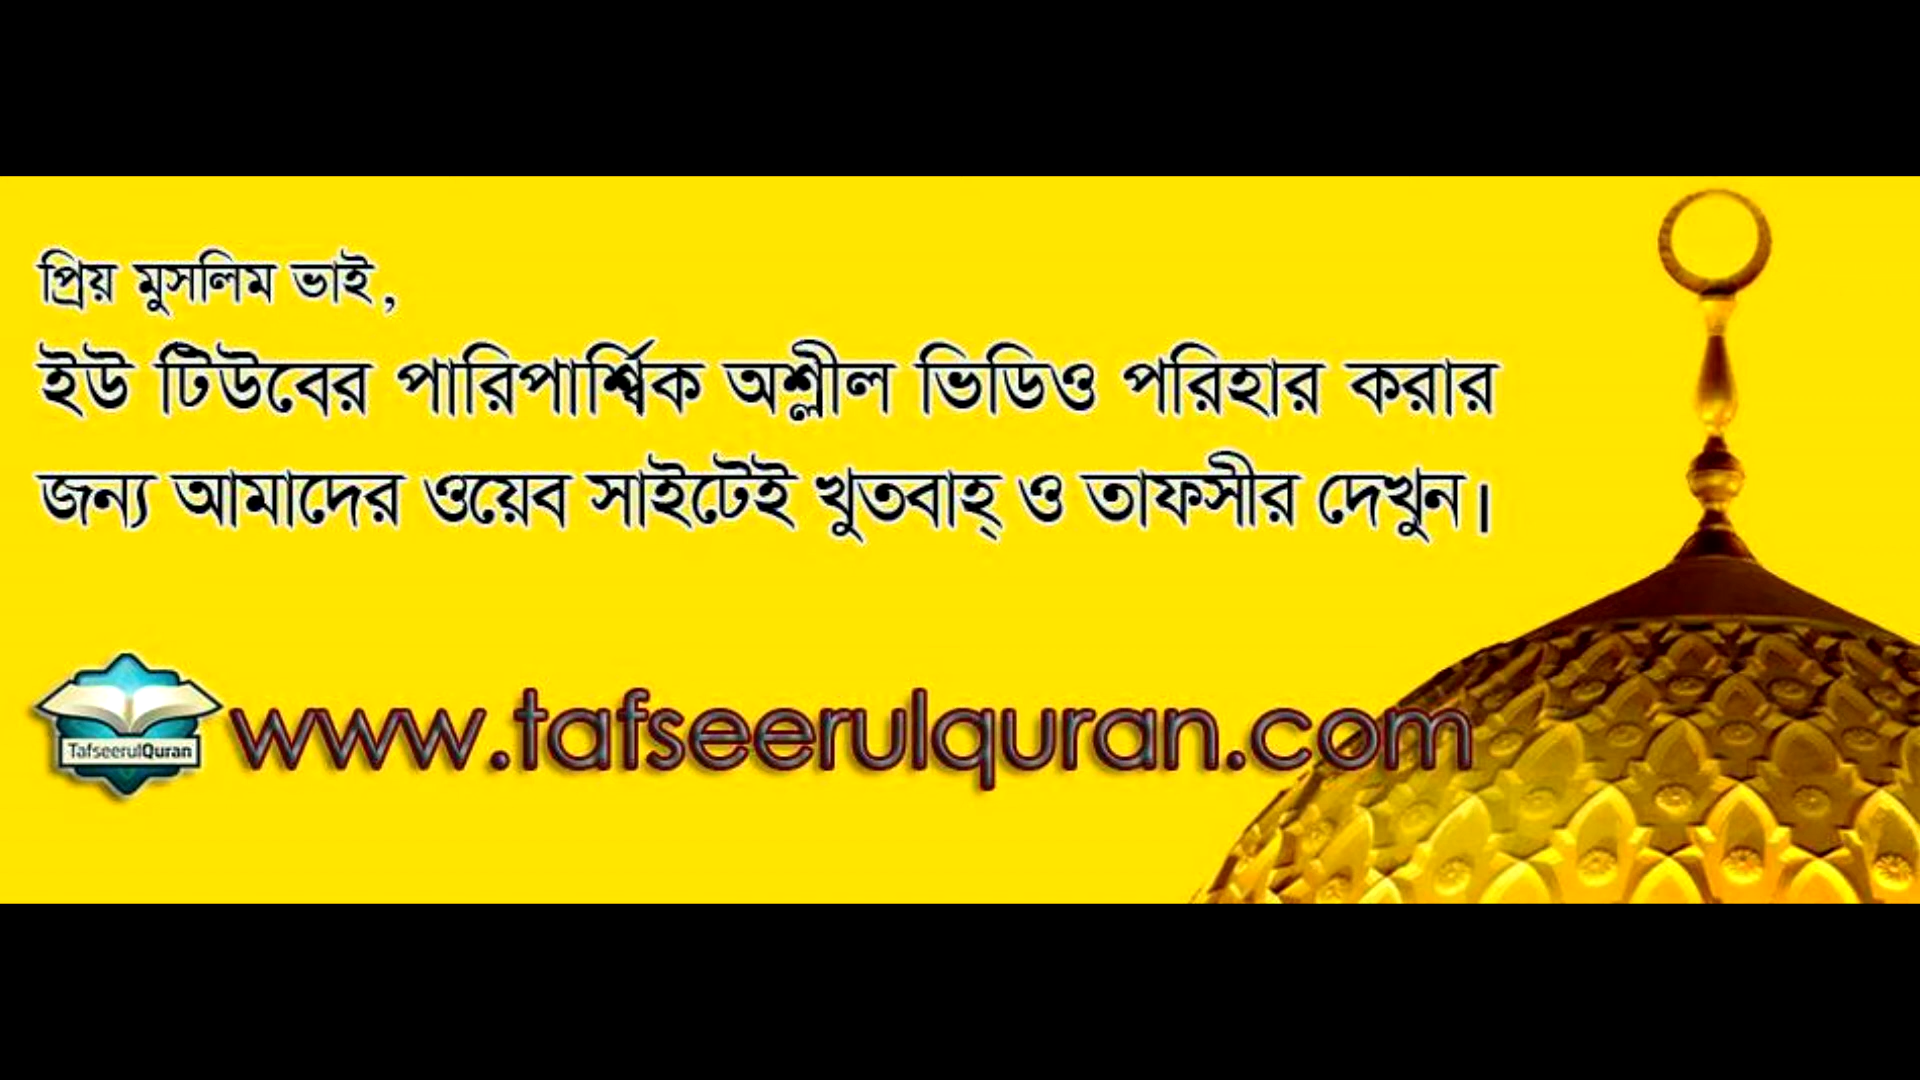 প্রিয় মুসলিম ভাই,
ইউ টিউবের পারিপার্শ্বিক অশ্লীল ভিডিও পরিহার করার
জন্য আমাদের ওয়েব সাইটেই খুতবাহ্ ও তাফসীর দেখুন।
TafseerulQuran
www.tafseerulquran.com